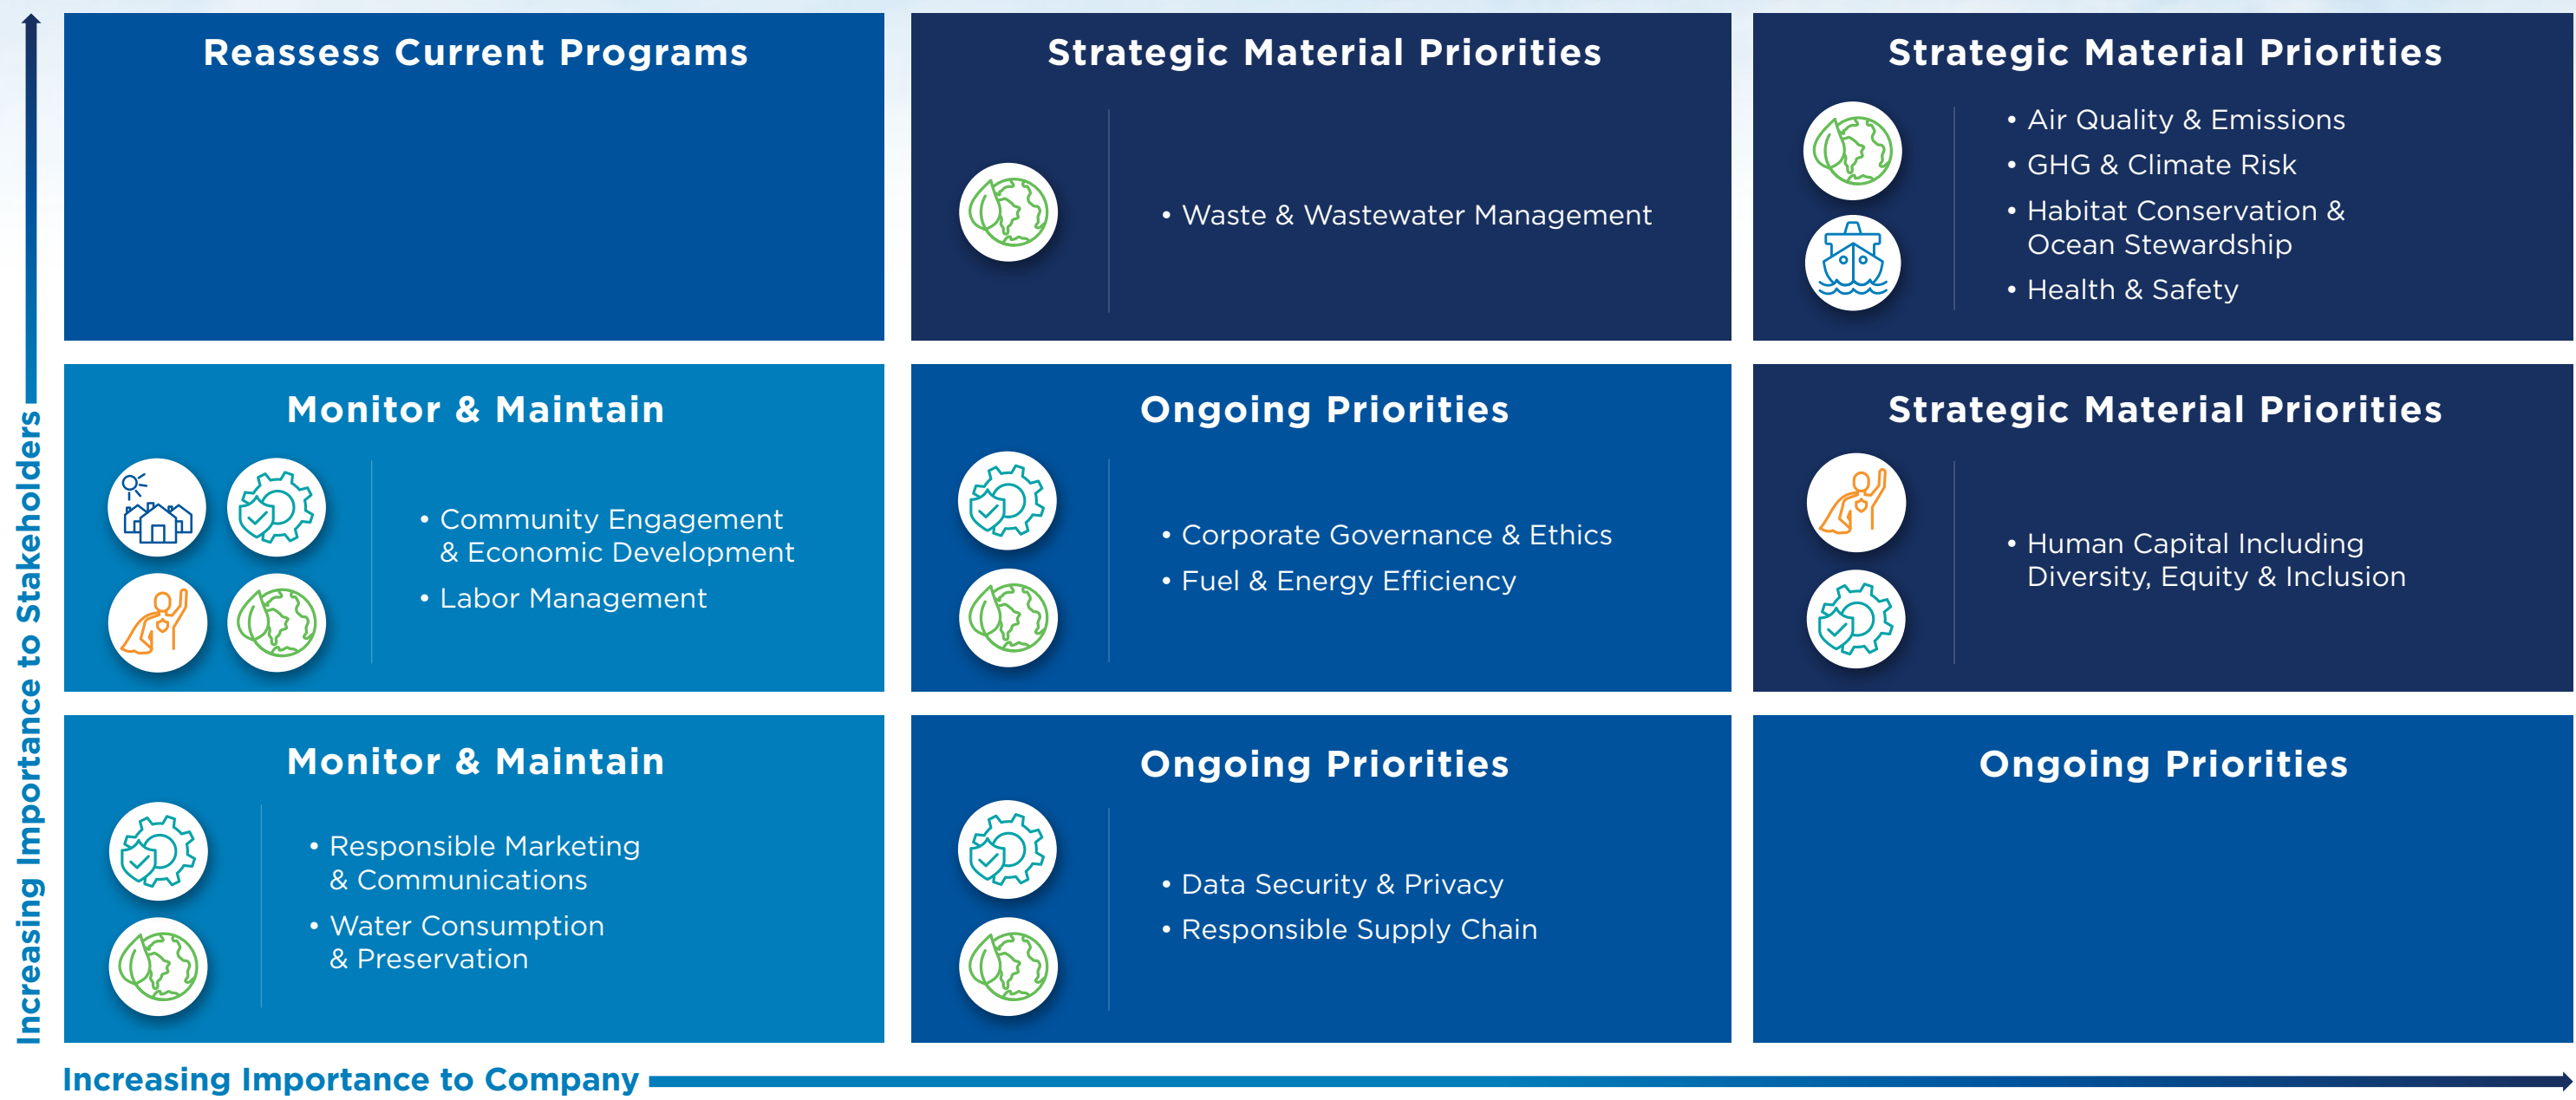 Increasing Importance to Stakeholders
Reassess Current Programs
Strategic Material Priorities
• Waste & Wastewater Management
Strategic Material Priorities
• Air Quality & Emissions
• GHG & Climate Risk
• Habitat Conservation &
Ocean Stewardship
• Health & Safety
Monitor & Maintain
• Community Engagement
& Economic Development
• Labor Management
Ongoing Priorities
• Corporate Governance & Ethics
• Fuel & Energy Efficiency
Strategic Material Priorities
• Human Capital Including
Diversity, Equity & Inclusion
Monitor & Maintain
• Responsible Marketing
& Communications
• Water Consumption
& Preservation
Ongoing Priorities
• Data Security & Privacy
• Responsible Supply Chain
Ongoing Priorities
Increasing Importance to Company